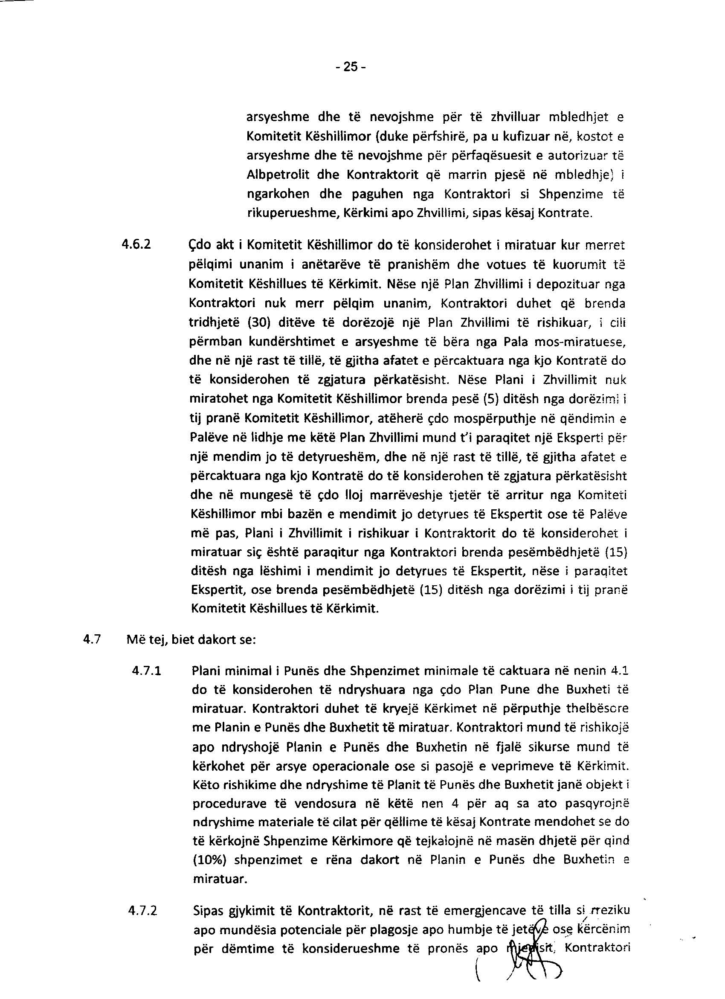 - 25 -
arsyeshme dhe të nevojshme për të zhvilluar mbledhjet e
Komitetit Këshillimor (duke përfshirë, pa u kufizuar në, kostot e
arsyeshme dhe të nevojshme për përfaqësuesit e autorizuar të
Albpetrolit dhe Kontraktorit që marrin pjesë në mbledhje) i
ngarkohen dhe paguhen nga Kontraktori si Shpenzime të
rikuperueshme, Kërkimi apo Zhvillimi, sipas kësaj Kontrate.
4.6.2 Çdo akt i Komitetit Këshillimor do të konsiderohet i miratuar kur merret
pëlqimi unanim i anëtarëve të pranishëm dhe votues të kuorumit të
Komitetit Këshillues të Kërkimit. Nëse një Plan Zhvillimi i depozituar nga
Kontraktori nuk merr pëlqim unanim, Kontraktori duhet që brenda
tridhjetë (30) ditëve të dorëzojë një Plan Zhvillimi të rishikuar, i cili
përmban kundërshtimet e arsyeshme të bëra nga Pala mos-miratuese,
dhe në një rast të tillë, të gjitha afatet e përcaktuara nga kjo Kontratë do
të konsiderohen të zgjatura përkatësisht. Nëse Plani i Zhvillimit nuk
miratohet nga Komitetit Këshillimor brenda pesë (5) ditësh nga dorëzimi i
tij pranë Komitetit Këshillimor, atëherë çdo mospërputhje në qëndimin e
Palëve në lidhje me këtë Plan Zhvillimi mund t'i paraqitet një Eksperti për
një mendim jo të detyrueshëm, dhe në një rast të tillë, të gjitha afatet e
përcaktuara nga kjo Kontratë do të konsiderohen të zgjatura përkatësisht
dhe në mungesë të çdo lloj marrëveshje tjetër të arritur nga Komiteti
Këshillimor mbi bazën e mendimit jo detyrues të Ekspertit ose të Palëve
më pas, Plani i Zhvillimit i rishikuar i Kontraktorit do të konsiderohet i
miratuar siç është paraqitur nga Kontraktori brenda pesëmbëdhjetë (15)
ditësh nga lëshimi i mendimit jo detyrues të Ekspertit, nëse i paraqitet
Ekspertit, ose brenda pesëmbëdhjetë (15) ditësh nga dorëzimi i tij pranë
Komitetit Këshillues të Kërkimit.
4.7 Më tej, biet dakort se:
4.7.1 Plani minimal i Punës dhe Shpenzimet minimale të caktuara në nenin 4.1
do të konsiderohen të ndryshuara nga çdo Plan Pune dhe Buxheti të
miratuar. Kontraktori duhet të kryejë Kërkimet në përputhje thelbësore
me Planin e Punës dhe Buxhetit të miratuar. Kontraktori mund të rishikojë
apo ndryshojë Planin e Punës dhe Buxhetin në fjalë sikurse mund të
kërkohet për arsye operacionale ose si pasojë e veprimeve të Kërkimit.
Këto rishikime dhe ndryshime të Planit të Punës dhe Buxhetit janë objekt i
procedurave të vendosura në këtë nen 4 për aq sa ato pasqyrojnë
ndryshime materiale të cilat për qëllime të kësaj Kontrate mendohet se do
të kërkojnë Shpenzime Kërkimore që tejkalojnë në masën dhjetë për qind
(10%) shpenzimet e rëna dakort në Planin e Punës dhe Buxhetin e
miratuar.
4.7.2 Sipas gjykimit të Kontraktorit, në rast të emergjencave të tilla si rreziku
apo mundësia potenciale për plagosje apo humbje të jetëve ose kërcënim
për dëmtime të konsiderueshme të pronës apo mjedisit, Kontraktori